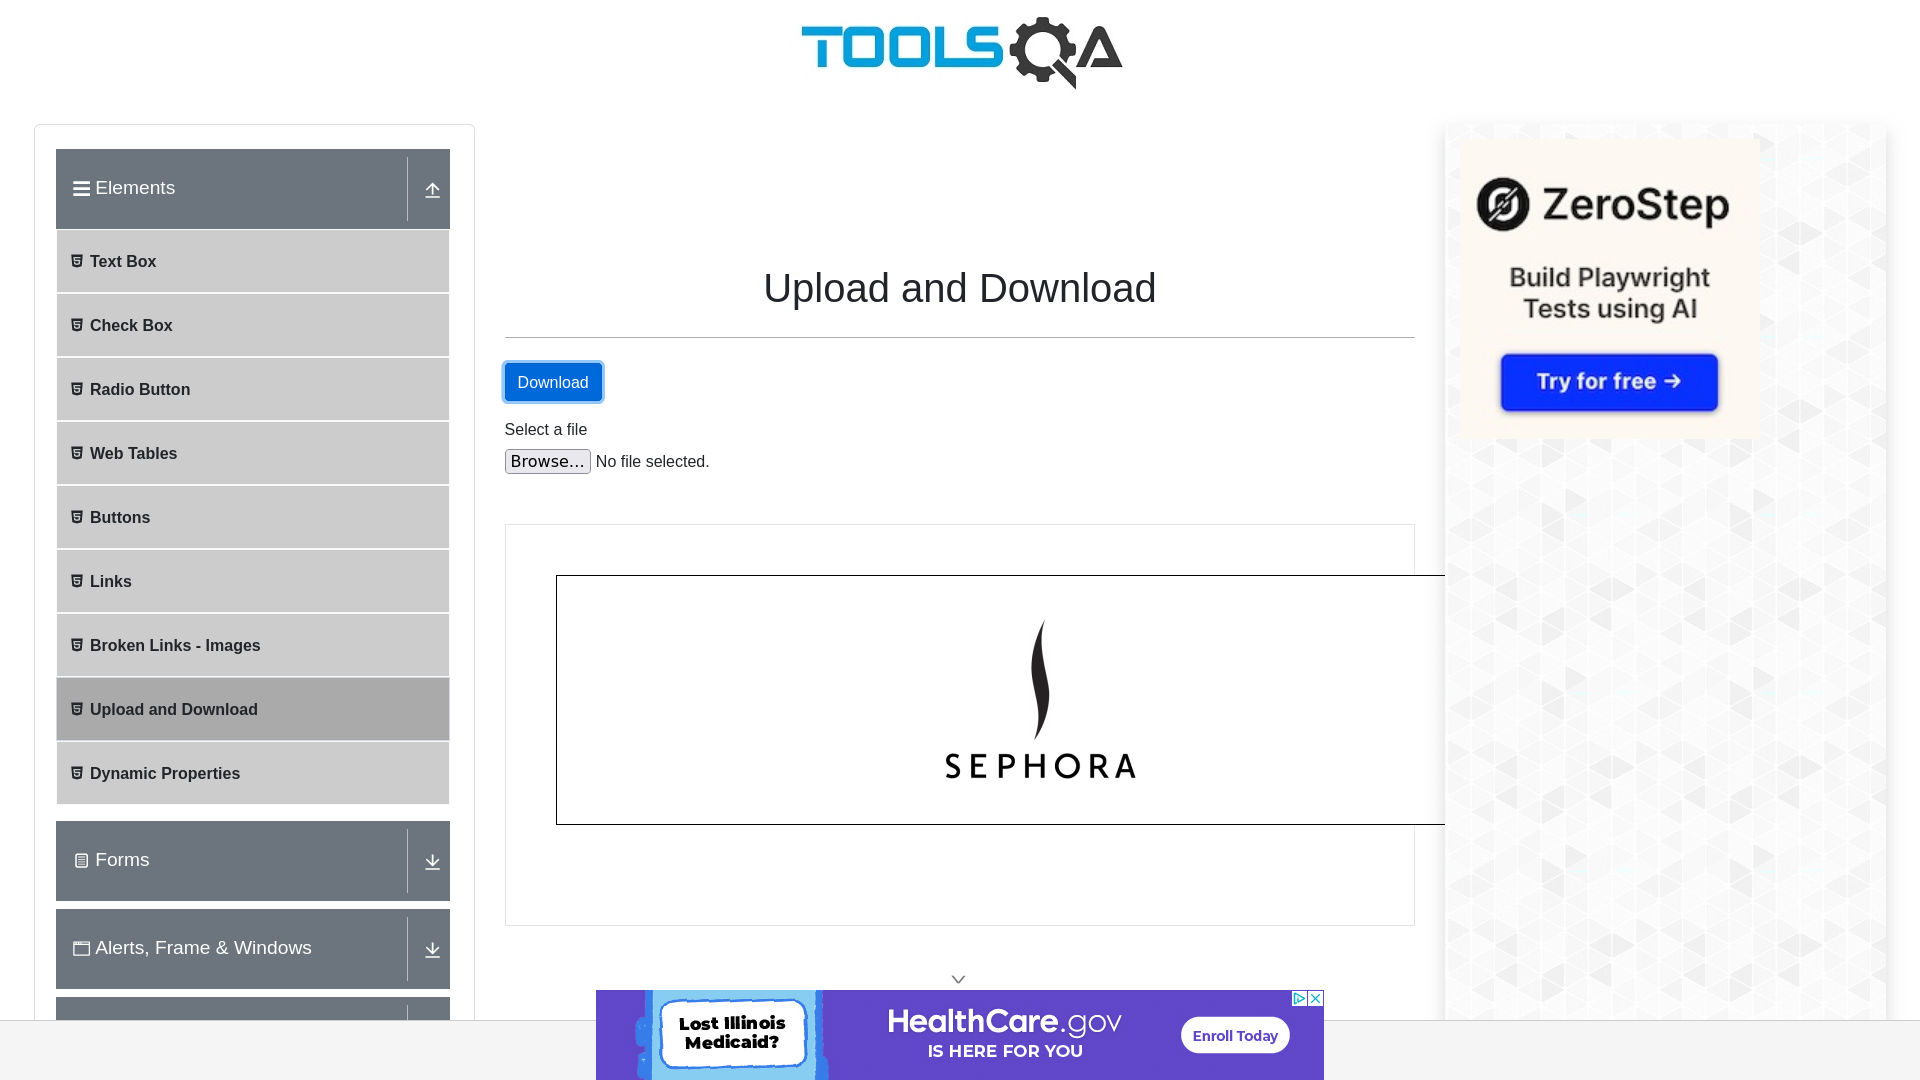 TOOLSQA
Elements
Text Box
Check Box
Radio Button
Web Tables
Buttons
Links
Broken Links - Images
Upload and Download
Dynamic Properties
Forms
Alerts, Frame & Windows
Upload and Download
Download
Select a file
Browse... No file selected.
SEPHORA
ZeroStep
Build Playwright
Tests using AI
Try for free →
Lost Illinois
Medicaid?
HealthCare.gov
IS HERE FOR YOU
Enroll Today